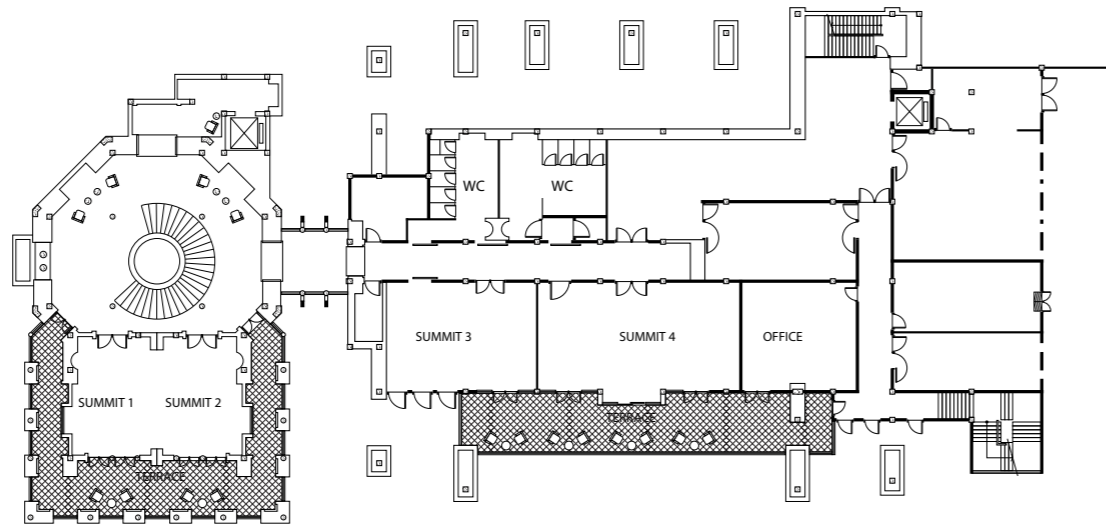 WC
WC
SUMMIT 3
SUMMIT 4
OFFICE
SUMMIT 1
SUMMIT 2
TERRACE
TERRACE